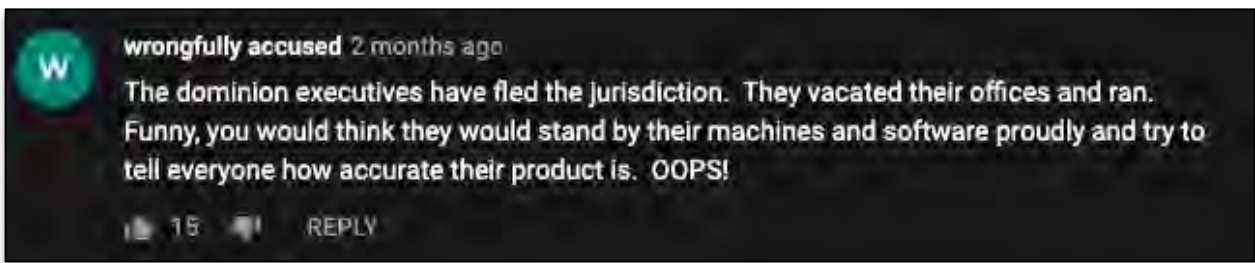 W
wrongfully accused 2 months ago
The dominion executives have fled the jurisdiction. They vacated their offices and ran.
Funny, you would think they would stand by their machines and software proudly and try to
tell everyone how accurate their product is. OOPS!
15 REPLY